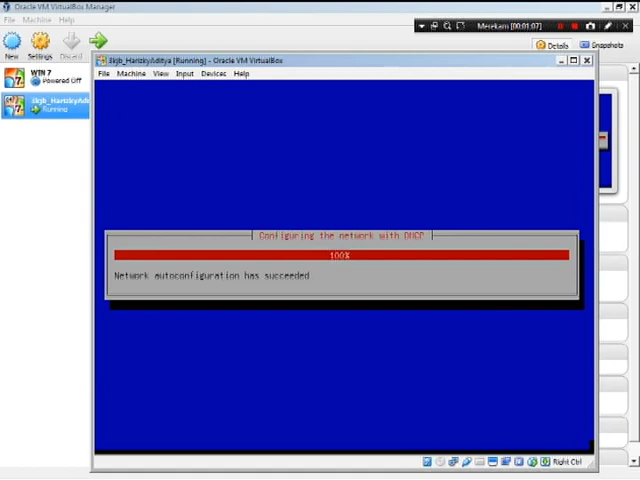 Oracle VM VirtualBox Manager
File Machine Help
Merekam [00:01:07]
New Settings Discard
Details Snapshots
WIN 7
Powered Off
Running
[Running] - Oracle VM VirtualBox
File Machine View Input Devices Help
Configuring the network with DHCP
100%
Network autoconfiguration has succeeded
Right Ctrl